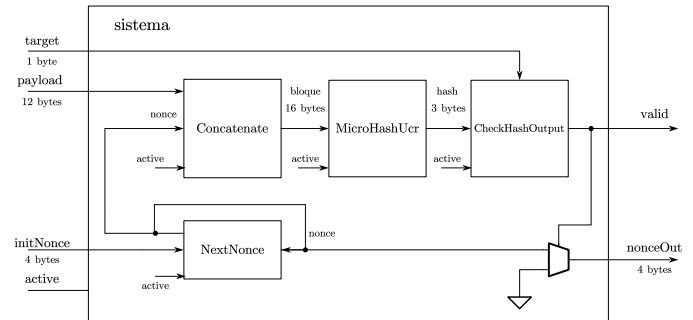 sistema
target
1 byte
payload
12 bytes
nonce
active
Concatenate
bloque
16 bytes
active
MicroHashUcr
hash
3 bytes
active
CheckHashOutput
valid
initNonce
4 bytes
active
NextNonce
active
nonce
nonceOut
4 bytes